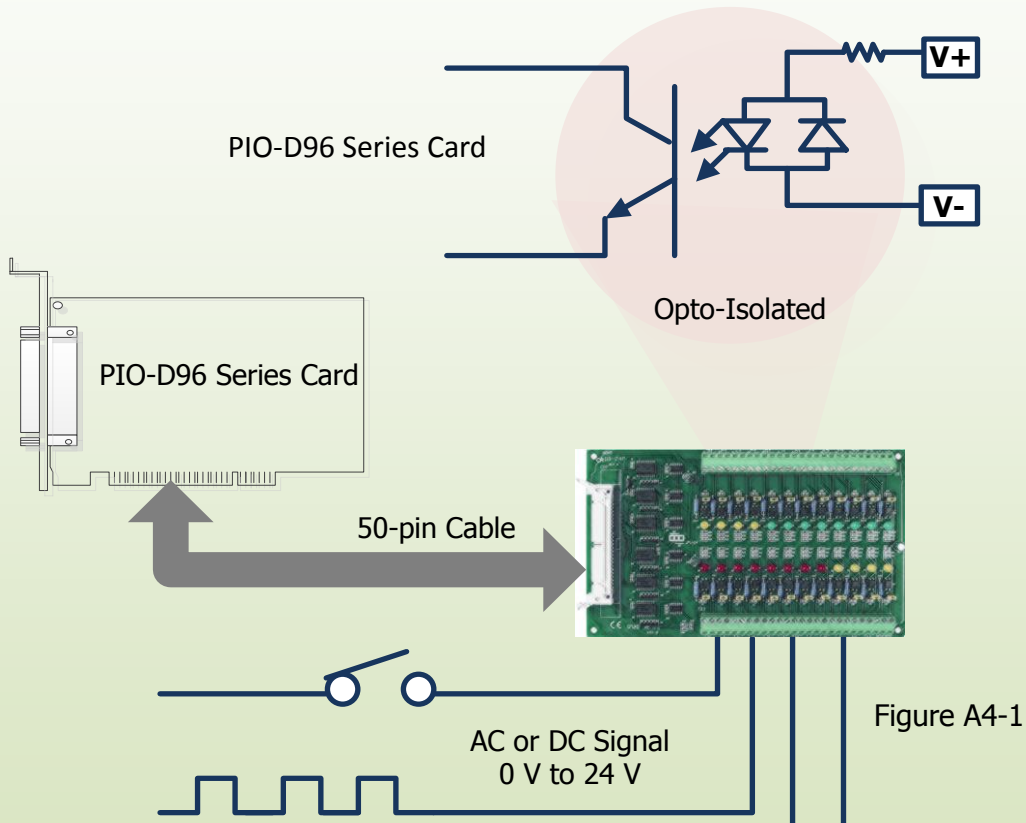 V+
PIO-D96 Series Card
V-
Opto-Isolated
PIO-D96 Series Card
50-pin Cable
Figure A4-1
AC or DC Signal
0 V to 24 V